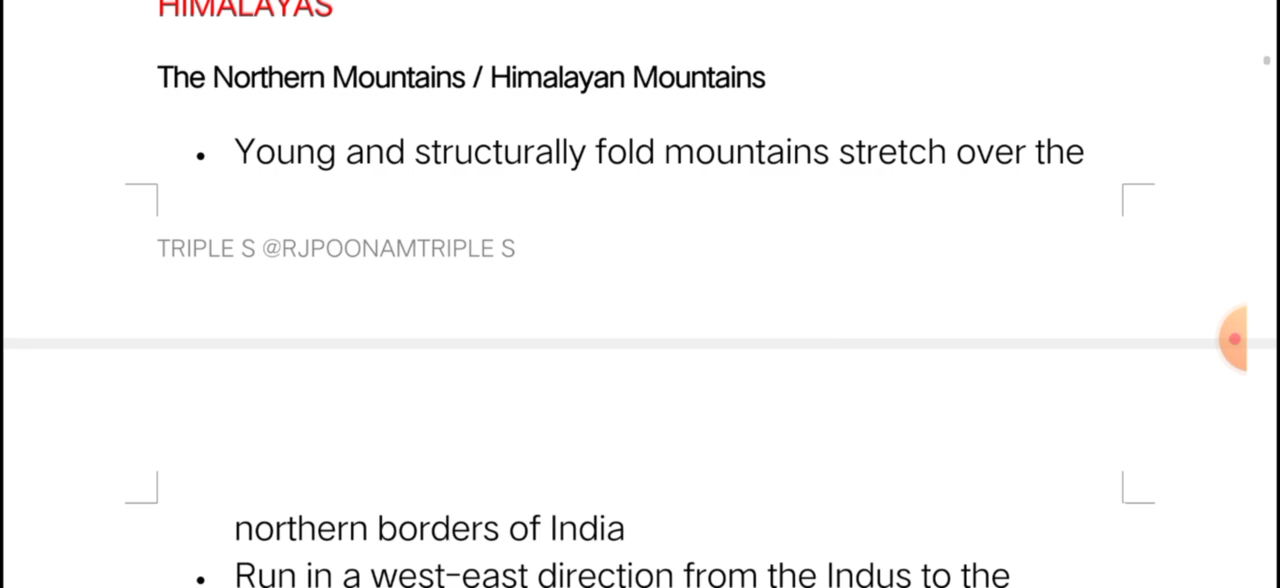 HIMALAYAS
The Northern Mountains / Himalayan Mountains
• Young and structurally fold mountains stretch over the
TRIPLE S @RJPOONAMTRIPLE S
northern borders of India
• Run in a west-east direction from the Indus to the